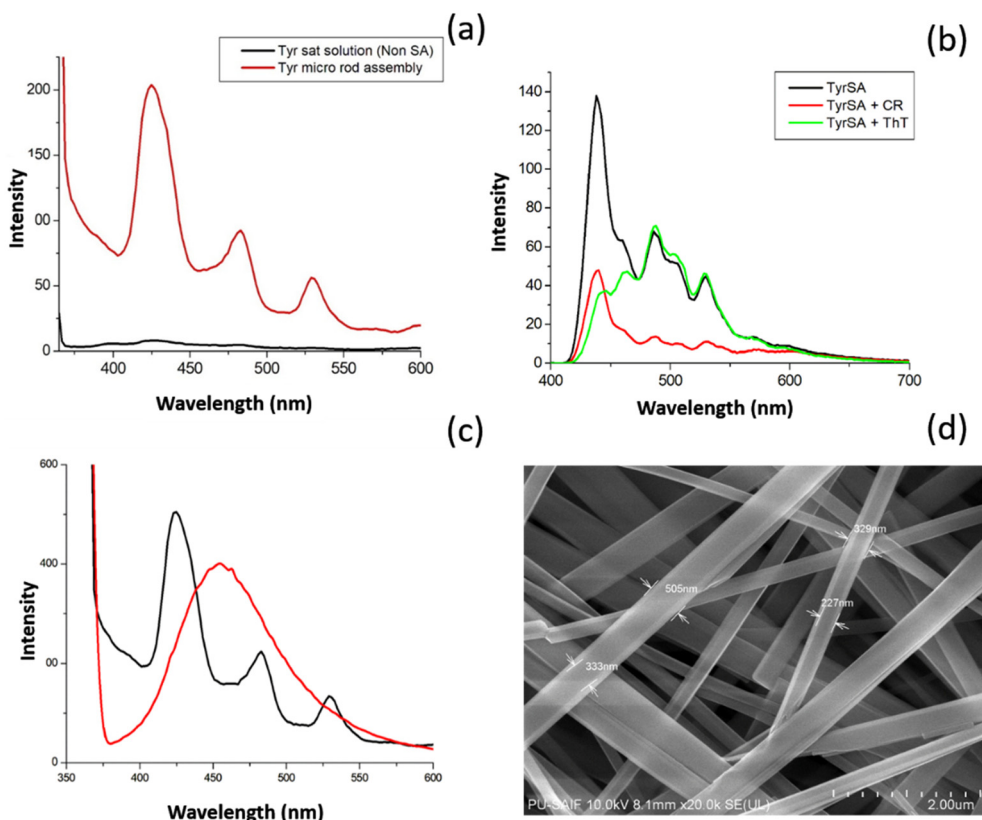 (a)
Tyr sat solution (Non SA)
Tyr micro rod assembly
200
150
00
50
0
Intensity
400 450 500 550 600
Wavelength (nm)
(b)
TyrSA
TyrSA + CR
TyrSA + ThT
140
120
100
80
60
40
20
0
Intensity
400 500 600 700
Wavelength (nm)
(c)
600
400
00
0
Intensity
350 400 450 500 550 600
Wavelength (nm)
(d)
329nm
505nm
227nm
333nm
PU-SAIF 10.0kV 8.1mm x20.0k SE(UL)
2.00um